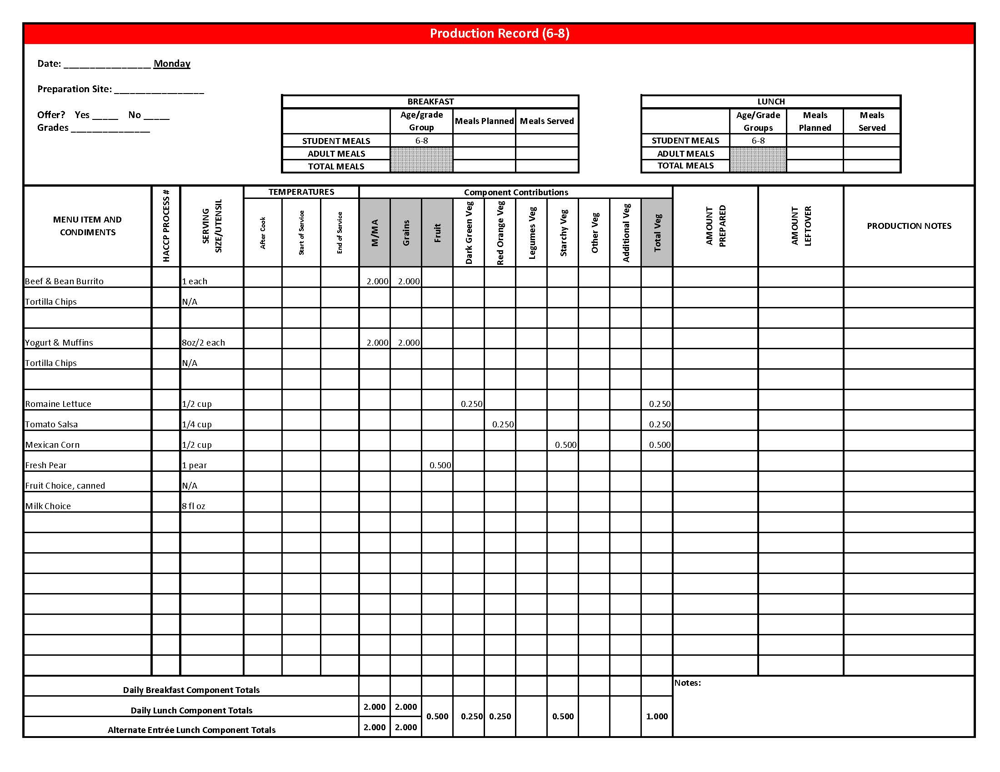 Production Record (6-8)
Date: _________________ Monday
Preparation Site: _________________
Offer? Yes _____ No _____
Grades _______________
BREAKFAST
Age/grade Group Meals Planned Meals Served
STUDENT MEALS 6-8
ADULT MEALS
TOTAL MEALS
LUNCH
Age/Grade Groups Meals Planned Meals Served
STUDENT MEALS 6-8
ADULT MEALS
TOTAL MEALS
MENU ITEM AND CONDIMENTS
HACCP PROCESS #
SERVING SIZE/UTENSIL
TEMPERATURES
After Cook
Start of Service
End of Service
Component Contributions
M/MA
Grains
Fruit
Dark Green Veg
Red Orange Veg
Legumes Veg
Starchy Veg
Other Veg
Additional Veg
Total Veg
AMOUNT PREPARED
AMOUNT LEFTOVER
PRODUCTION NOTES
Beef & Bean Burrito 1 each 2.000 2.000
Tortilla Chips N/A
Yogurt & Muffins 8oz/2 each 2.000 2.000
Tortilla Chips N/A
Romaine Lettuce 1/2 cup 0.250 0.250
Tomato Salsa 1/4 cup 0.250 0.250
Mexican Corn 1/2 cup 0.500 0.500
Fresh Pear 1 pear 0.500
Fruit Choice, canned N/A
Milk Choice 8 fl oz
Daily Breakfast Component Totals
Daily Lunch Component Totals 2.000 2.000
0.500 0.250 0.250 0.500 1.000
Alternate Entrée Lunch Component Totals 2.000 2.000
Notes: